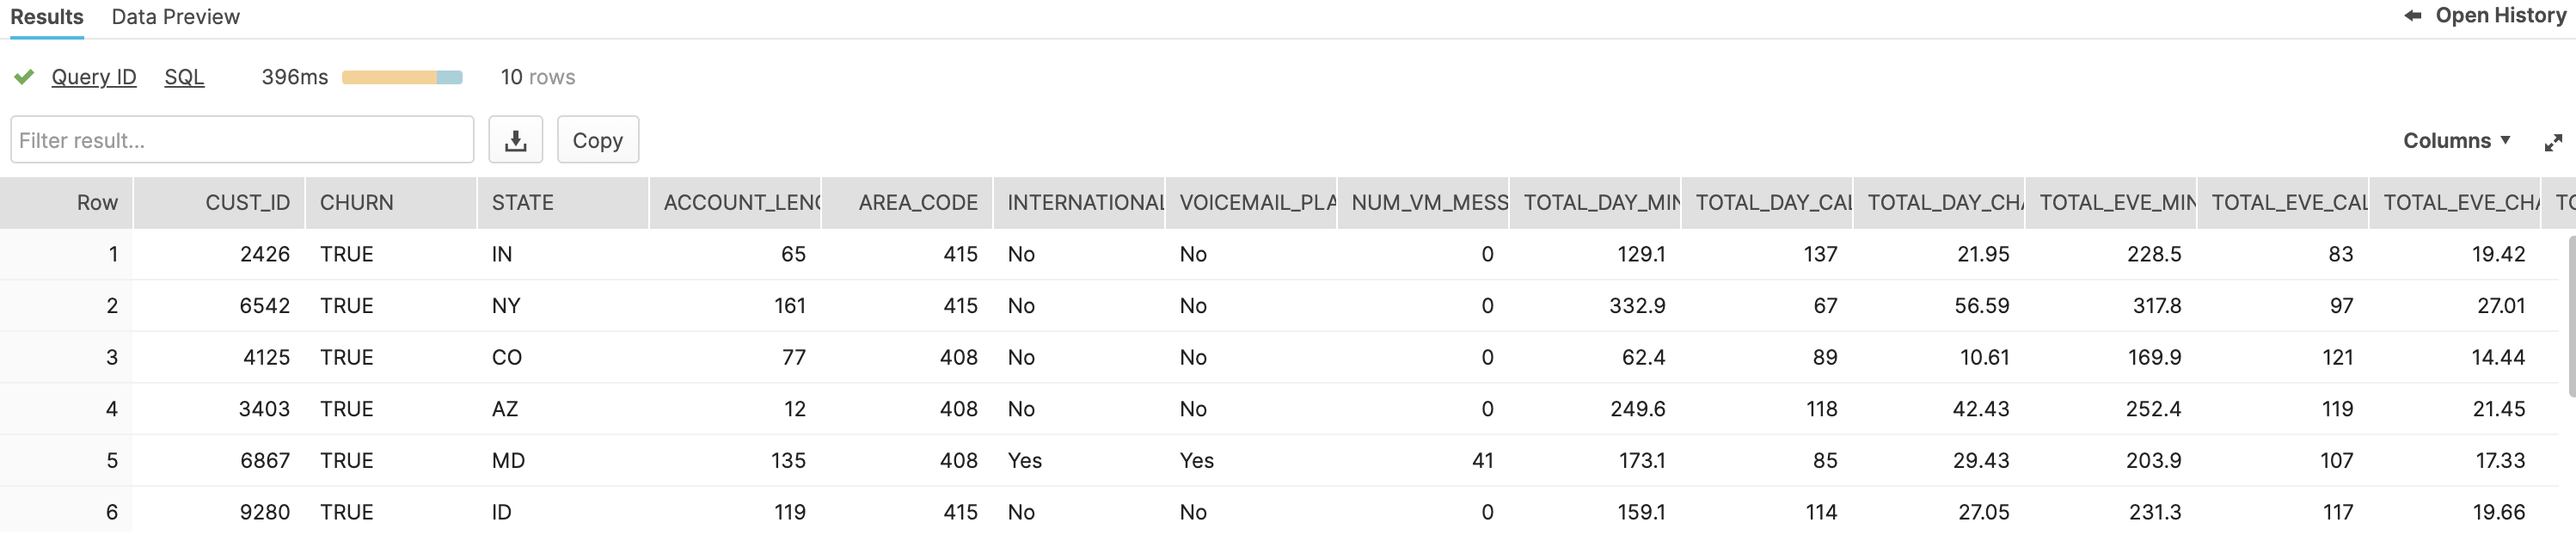 Results Data Preview Open History
Query ID SQL 396ms 10 rows
Filter result... Copy Columns
Row CUST_ID CHURN STATE ACCOUNT_LENG AREA_CODE INTERNATIONAL VOICEMAIL_PLA NUM_VM_MESS TOTAL_DAY_MIN TOTAL_DAY_CAL TOTAL_DAY_CHA TOTAL_EVE_MIN TOTAL_EVE_CAL TOTAL_EVE_CHA TO
1 2426 TRUE IN 65 415 No No 0 129.1 137 21.95 228.5 83 19.42
2 6542 TRUE NY 161 415 No No 0 332.9 67 56.59 317.8 97 27.01
3 4125 TRUE CO 77 408 No No 0 62.4 89 10.61 169.9 121 14.44
4 3403 TRUE AZ 12 408 No No 0 249.6 118 42.43 252.4 119 21.45
5 6867 TRUE MD 135 408 Yes Yes 41 173.1 85 29.43 203.9 107 17.33
6 9280 TRUE ID 119 415 No No 0 159.1 114 27.05 231.3 117 19.66